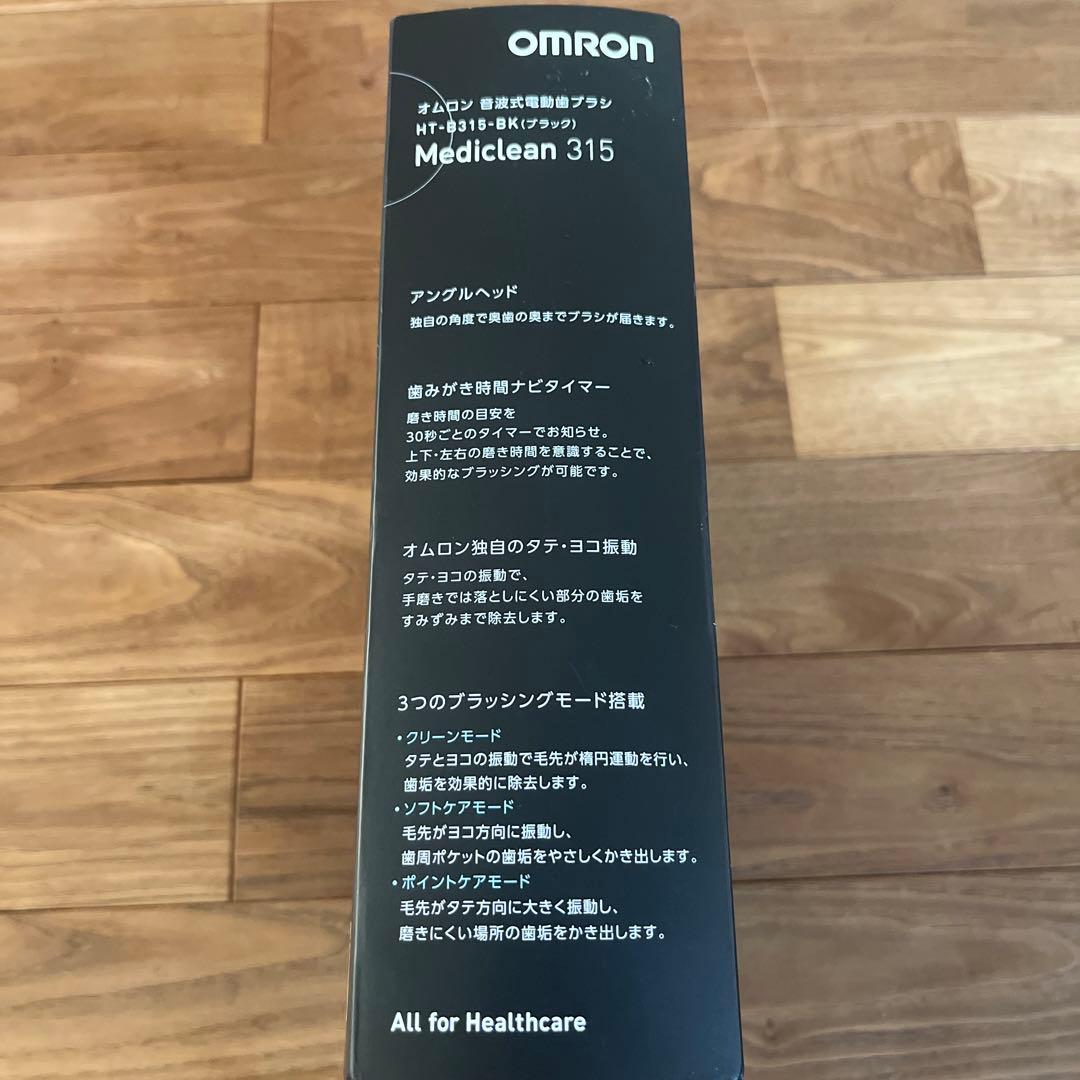 OMRON
オムロン 音波式電動歯ブラシ
HT-B315-BK(ブラック)
Mediclean 315
アングルヘッド
独自の角度で奥歯の奥までブラシが届きます。
歯みがき時間ナビタイマー
磨き時間の目安を
30秒ごとのタイマーでお知らせ。
上下・左右の磨き時間を意識することで、
効果的なブラッシングが可能です。
オムロン独自のタテ・ヨコ振動
タテ・ヨコの振動で、
手磨きでは落としにくい部分の歯垢を
すみずみまで除去します。
3つのブラッシングモード搭載
・クリーンモード
タテとヨコの振動で毛先が楕円運動を行い、
歯垢を効果的に除去します。
・ソフトケアモード
毛先がヨコ方向に振動し、
歯周ポケットの歯垢をやさしくかき出します。
・ポイントケアモード
毛先がタテ方向に大きく振動し、
磨きにくい場所の歯垢をかき出します。
All for Healthcare